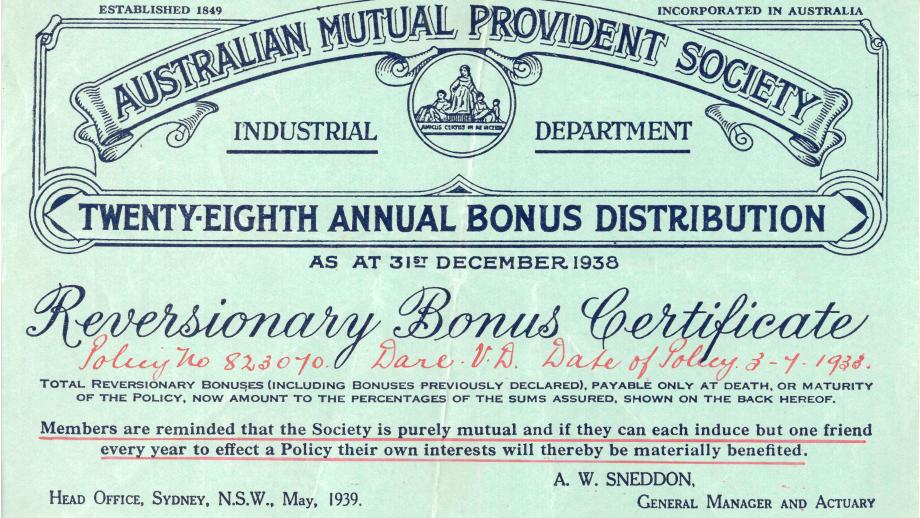 ESTABLISHED 1849
INCORPORATED IN AUSTRALIA
AUSTRALIAN MUTUAL PROVIDENT SOCIETY
AMICUS CERTUS IN RE INCERTA
INDUSTRIAL DEPARTMENT
TWENTY-EIGHTH ANNUAL BONUS DISTRIBUTION
AS AT 31ST DECEMBER 1938
Reversionary Bonus Certificate
Policy No 823070. Dare. V.D. Date of Policy. 3-7-1933.
TOTAL REVERSIONARY BONUSES (INCLUDING BONUSES PREVIOUSLY DECLARED), PAYABLE ONLY AT DEATH, OR MATURITY
OF THE POLICY, NOW AMOUNT TO THE PERCENTAGES OF THE SUMS ASSURED, SHOWN ON THE BACK HEREOF.
Members are reminded that the Society is purely mutual and if they can each induce but one friend
every year to effect a Policy their own interests will thereby be materially benefited.
A. W. SNEDDON,
HEAD OFFICE, SYDNEY, N.S.W., MAY, 1939.
GENERAL MANAGER AND ACTUARY